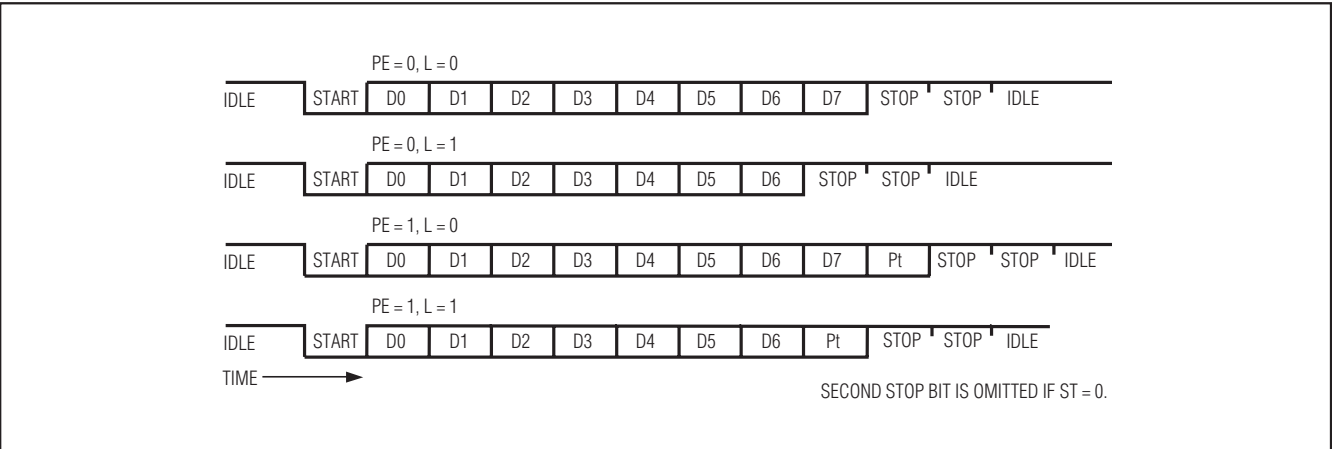 PE = 0, L = 0
IDLE START D0 D1 D2 D3 D4 D5 D6 D7 STOP STOP IDLE
PE = 0, L = 1
IDLE START D0 D1 D2 D3 D4 D5 D6 STOP STOP IDLE
PE = 1, L = 0
IDLE START D0 D1 D2 D3 D4 D5 D6 D7 Pt STOP STOP IDLE
PE = 1, L = 1
IDLE START D0 D1 D2 D3 D4 D5 D6 Pt STOP STOP IDLE
TIME
SECOND STOP BIT IS OMITTED IF ST = 0.